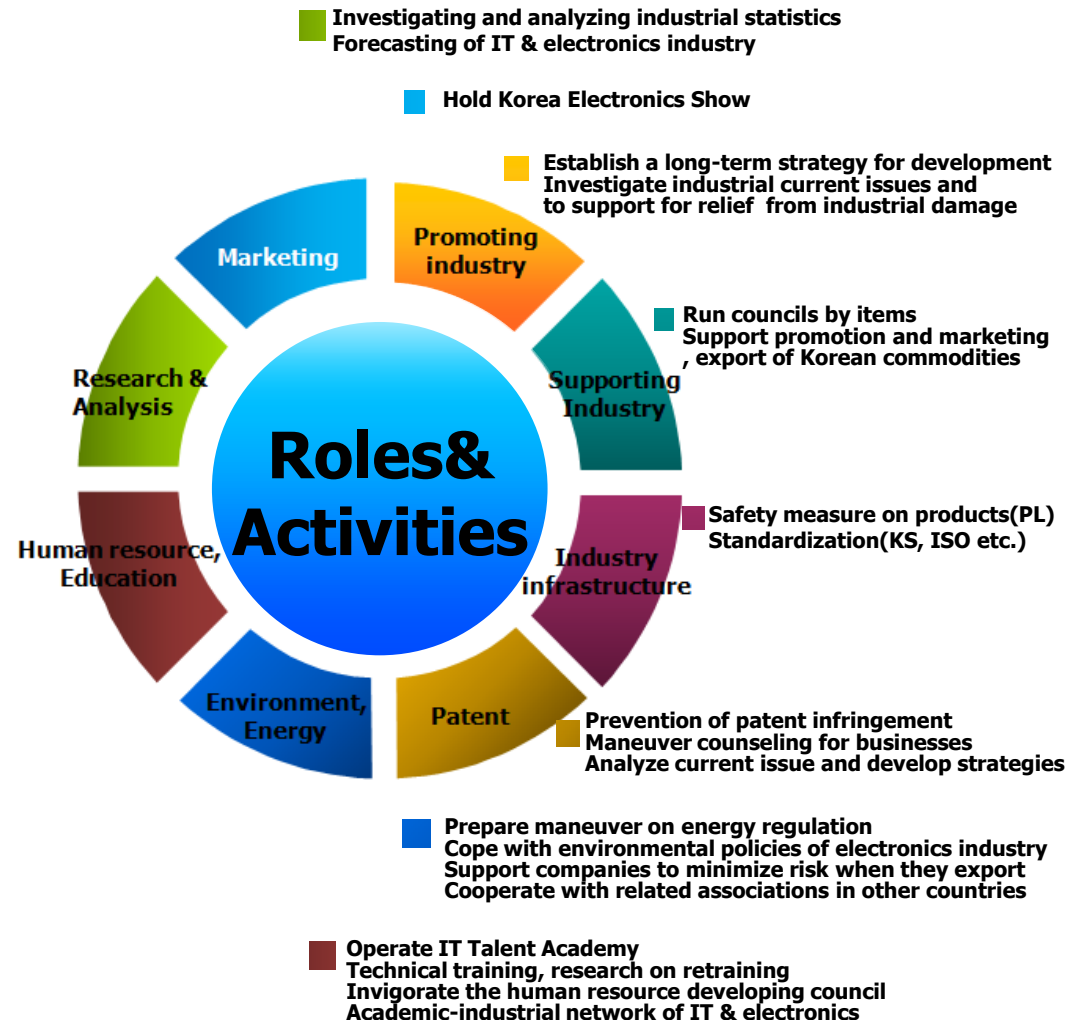 Investigating and analyzing industrial statistics
Forecasting of IT & electronics industry
Hold Korea Electronics Show
Establish a long-term strategy for development
Investigate industrial current issues and
to support for relief  from industrial damage
Marketing
Promoting
industry
Run councils by items
Support promotion and marketing
, export of Korean commodities
Research &
Analysis
Supporting
Industry
Roles&
Activities
Safety measure on products(PL)
Standardization(KS, ISO etc.)
Human resource,
Education
Industry
infrastructure
Environment,
Energy
Patent
Prevention of patent infringement
Maneuver counseling for businesses
Analyze current issue and develop strategies
Prepare maneuver on energy regulation
Cope with environmental policies of electronics industry
Support companies to minimize risk when they export
Cooperate with related associations in other countries
Operate IT Talent Academy
Technical training, research on retraining
Invigorate the human resource developing council
Academic-industrial network of IT & electronics